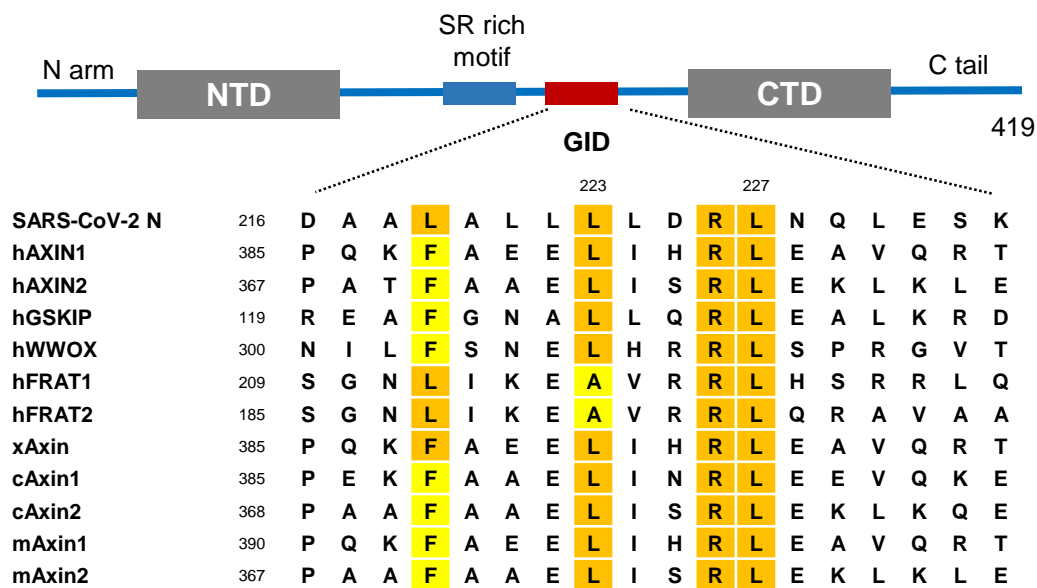 SR rich
motif
N arm
C tail
NTD
CTD
419
GID
223 227
SARS-CoV-2 N 216 D A A L A L L L L D R L N Q L E S K
hAXIN1 385 P Q K F A E E L I H R L E A V Q R T
hAXIN2 367 P A T F A A E L I S R L E K L K L E
hGSKIP 119 R E A F G N A L L Q R L E A L K R D
hWWOX 300 N I L F S N E L H R R L S P R G V T
hFRAT1 209 S G N L I K E A V R R L H S R R L Q
hFRAT2 185 S G N L I K E A V R R L Q R A V A A
xAxin 385 P Q K F A E E L I H R L E A V Q R T
cAxin1 385 P E K F A A E L I N R L E E V Q K E
cAxin2 368 P A A F A A E L I S R L E K L K Q E
mAxin1 390 P Q K F A E E L I H R L E A V Q R T
mAxin2 367 P A A F A A E L I S R L E K L K L E